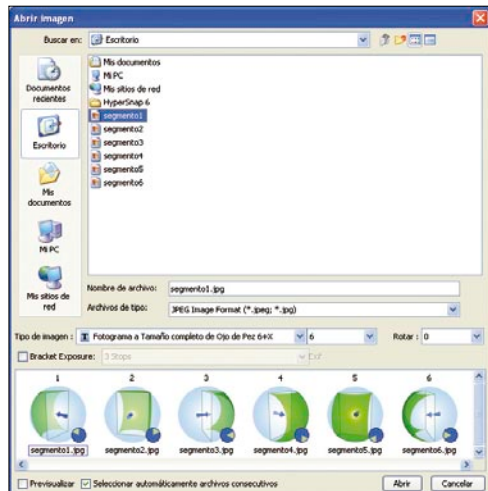 Abrir imagen
Buscar en: Escritorio
Documentos recientes
Escritorio
Mis documentos
Mi PC
Mis sitios de red
Mis documentos
Mi PC
Mis sitios de red
HyperSnap 6
segmento1
segmento2
segmento3
segmento4
segmento5
segmento6
Nombre de archivo: segmento1.jpg
Archivos de tipo: JPEG Image Format (*.jpeg; *.jpg)
Tipo de imagen : I Fotograma a Tamaño completo de Ojo de Pez 6+X 6 Rotar : 0
Bracket Exposure: 3 Stops Exif
1 2 3 4 5 6
segmento1.jpg segmento2.jpg segmento3.jpg segmento4.jpg segmento5.jpg segmento6.jpg
Previsualizar Seleccionar automáticamente archivos consecutivos Abrir Cancelar